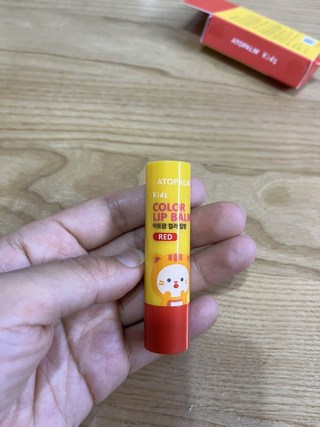 ATOPALM Kids
ATOPALM
Kids
COLOR
LIP BALM
아토팜 컬러 립밤
RED